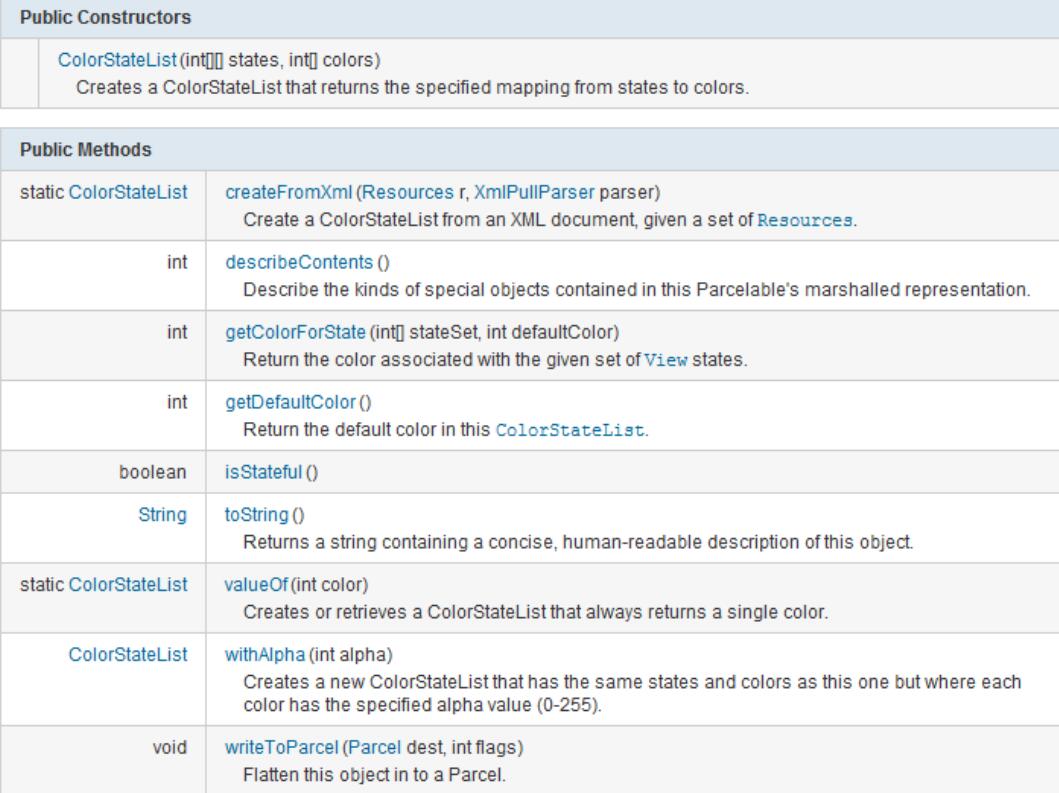 Public Constructors
ColorStateList (int[][] states, int[] colors)
Creates a ColorStateList that returns the specified mapping from states to colors.
Public Methods
static ColorStateList createFromXml (Resources r, XmlPullParser parser)
Create a ColorStateList from an XML document, given a set of Resources.
int describeContents ()
Describe the kinds of special objects contained in this Parcelable's marshalled representation.
int getColorForState (int[] stateSet, int defaultColor)
Return the color associated with the given set of View states.
int getDefaultColor ()
Return the default color in this ColorStateList.
boolean isStateful ()
String toString ()
Returns a string containing a concise, human-readable description of this object.
static ColorStateList valueOf (int color)
Creates or retrieves a ColorStateList that always returns a single color.
ColorStateList withAlpha (int alpha)
Creates a new ColorStateList that has the same states and colors as this one but where each
color has the specified alpha value (0-255).
void writeToParcel (Parcel dest, int flags)
Flatten this object in to a Parcel.